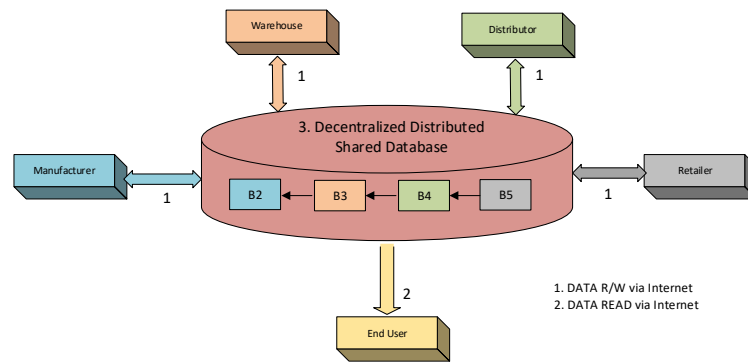 Warehouse
Distributor
1
1
3. Decentralized Distributed
Shared Database
Manufacturer
1
B2
B3
B4
B5
Retailer
1
2
1. DATA R/W via Internet
2. DATA READ via Internet
End User